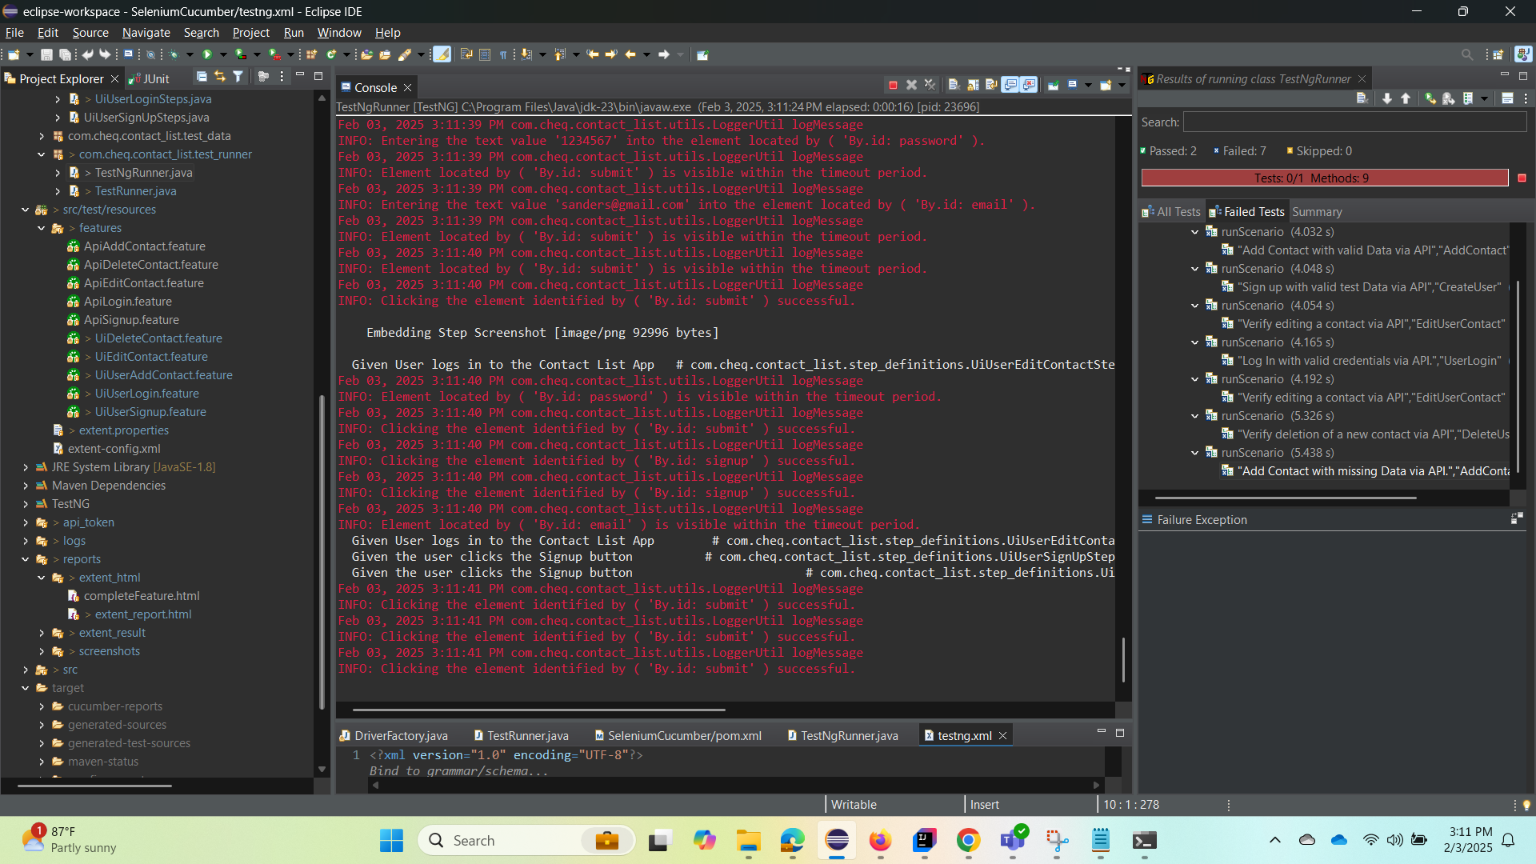 eclipse-workspace - SeleniumCucumber/testng.xml - Eclipse IDE
File Edit Source Navigate Search Project Run Window Help
Project Explorer
JUnit
> UiUserLoginSteps.java
UiUserSignUpSteps.java
com.cheq.contact_list.test_data
> com.cheq.contact_list.test_runner
> TestNgRunner.java
> TestRunner.java
> src/test/resources
> features
ApiAddContact.feature
ApiDeleteContact.feature
ApiEditContact.feature
ApiLogin.feature
ApiSignup.feature
> UiDeleteContact.feature
> UiEditContact.feature
> UiUserAddContact.feature
> UiUserLogin.feature
> UiUserSignup.feature
> extent.properties
extent-config.xml
JRE System Library [JavaSE-1.8]
Maven Dependencies
TestNG
> api_token
> logs
> reports
> extent_html
completeFeature.html
> extent_report.html
> extent_result
> screenshots
> src
target
cucumber-reports
generated-sources
generated-test-sources
maven-status
Console
TestNgRunner [TestNG] C:\Program Files\Java\jdk-23\bin\javaw.exe (Feb 3, 2025, 3:11:24 PM elapsed: 0:00:16) [pid: 23696]
Feb 03, 2025 3:11:39 PM com.cheq.contact_list.utils.LoggerUtil logMessage
INFO: Entering the text value '1234567' into the element located by ( 'By.id: password' ).
Feb 03, 2025 3:11:39 PM com.cheq.contact_list.utils.LoggerUtil logMessage
INFO: Element located by ( 'By.id: submit' ) is visible within the timeout period.
Feb 03, 2025 3:11:39 PM com.cheq.contact_list.utils.LoggerUtil logMessage
INFO: Entering the text value 'sanders@gmail.com' into the element located by ( 'By.id: email' ).
Feb 03, 2025 3:11:39 PM com.cheq.contact_list.utils.LoggerUtil logMessage
INFO: Element located by ( 'By.id: submit' ) is visible within the timeout period.
Feb 03, 2025 3:11:40 PM com.cheq.contact_list.utils.LoggerUtil logMessage
INFO: Element located by ( 'By.id: submit' ) is visible within the timeout period.
Feb 03, 2025 3:11:40 PM com.cheq.contact_list.utils.LoggerUtil logMessage
INFO: Clicking the element identified by ( 'By.id: submit' ) successful.
Embedding Step Screenshot [image/png 92996 bytes]
Given User logs in to the Contact List App # com.cheq.contact_list.step_definitions.UiUserEditContactSte
Feb 03, 2025 3:11:40 PM com.cheq.contact_list.utils.LoggerUtil logMessage
INFO: Element located by ( 'By.id: password' ) is visible within the timeout period.
Feb 03, 2025 3:11:40 PM com.cheq.contact_list.utils.LoggerUtil logMessage
INFO: Clicking the element identified by ( 'By.id: submit' ) successful.
Feb 03, 2025 3:11:40 PM com.cheq.contact_list.utils.LoggerUtil logMessage
INFO: Clicking the element identified by ( 'By.id: signup' ) successful.
Feb 03, 2025 3:11:40 PM com.cheq.contact_list.utils.LoggerUtil logMessage
INFO: Clicking the element identified by ( 'By.id: signup' ) successful.
Feb 03, 2025 3:11:40 PM com.cheq.contact_list.utils.LoggerUtil logMessage
INFO: Element located by ( 'By.id: email' ) is visible within the timeout period.
Given User logs in to the Contact List App # com.cheq.contact_list.step_definitions.UiUserEditConta
Given the user clicks the Signup button # com.cheq.contact_list.step_definitions.UiUserSignUpStep
Given the user clicks the Signup button # com.cheq.contact_list.step_definitions.Ui
Feb 03, 2025 3:11:41 PM com.cheq.contact_list.utils.LoggerUtil logMessage
INFO: Clicking the element identified by ( 'By.id: submit' ) successful.
Feb 03, 2025 3:11:41 PM com.cheq.contact_list.utils.LoggerUtil logMessage
INFO: Clicking the element identified by ( 'By.id: submit' ) successful.
Feb 03, 2025 3:11:41 PM com.cheq.contact_list.utils.LoggerUtil logMessage
INFO: Clicking the element identified by ( 'By.id: submit' ) successful.
DriverFactory.java TestRunner.java SeleniumCucumber/pom.xml TestNgRunner.java testng.xml
1 <?xml version="1.0" encoding="UTF-8"?>
Bind to grammar/schema...
Results of running class TestNgRunner
Search:
Passed: 2 Failed: 7 Skipped: 0
Tests: 0/1 Methods: 9
All Tests Failed Tests Summary
runScenario (4.032 s)
"Add Contact with valid Data via API","AddContact"
runScenario (4.048 s)
"Sign up with valid test Data via API","CreateUser"
runScenario (4.054 s)
"Verify editing a contact via API","EditUserContact"
runScenario (4.165 s)
"Log In with valid credentials via API.","UserLogin"
runScenario (4.192 s)
"Verify editing a contact via API","EditUserContact"
runScenario (5.326 s)
"Verify deletion of a new contact via API","DeleteUs
runScenario (5.438 s)
"Add Contact with missing Data via API.","AddConta
Failure Exception
Writable Insert 10 : 1 : 278
1
87°F
Partly sunny
Search
3:11 PM
2/3/2025